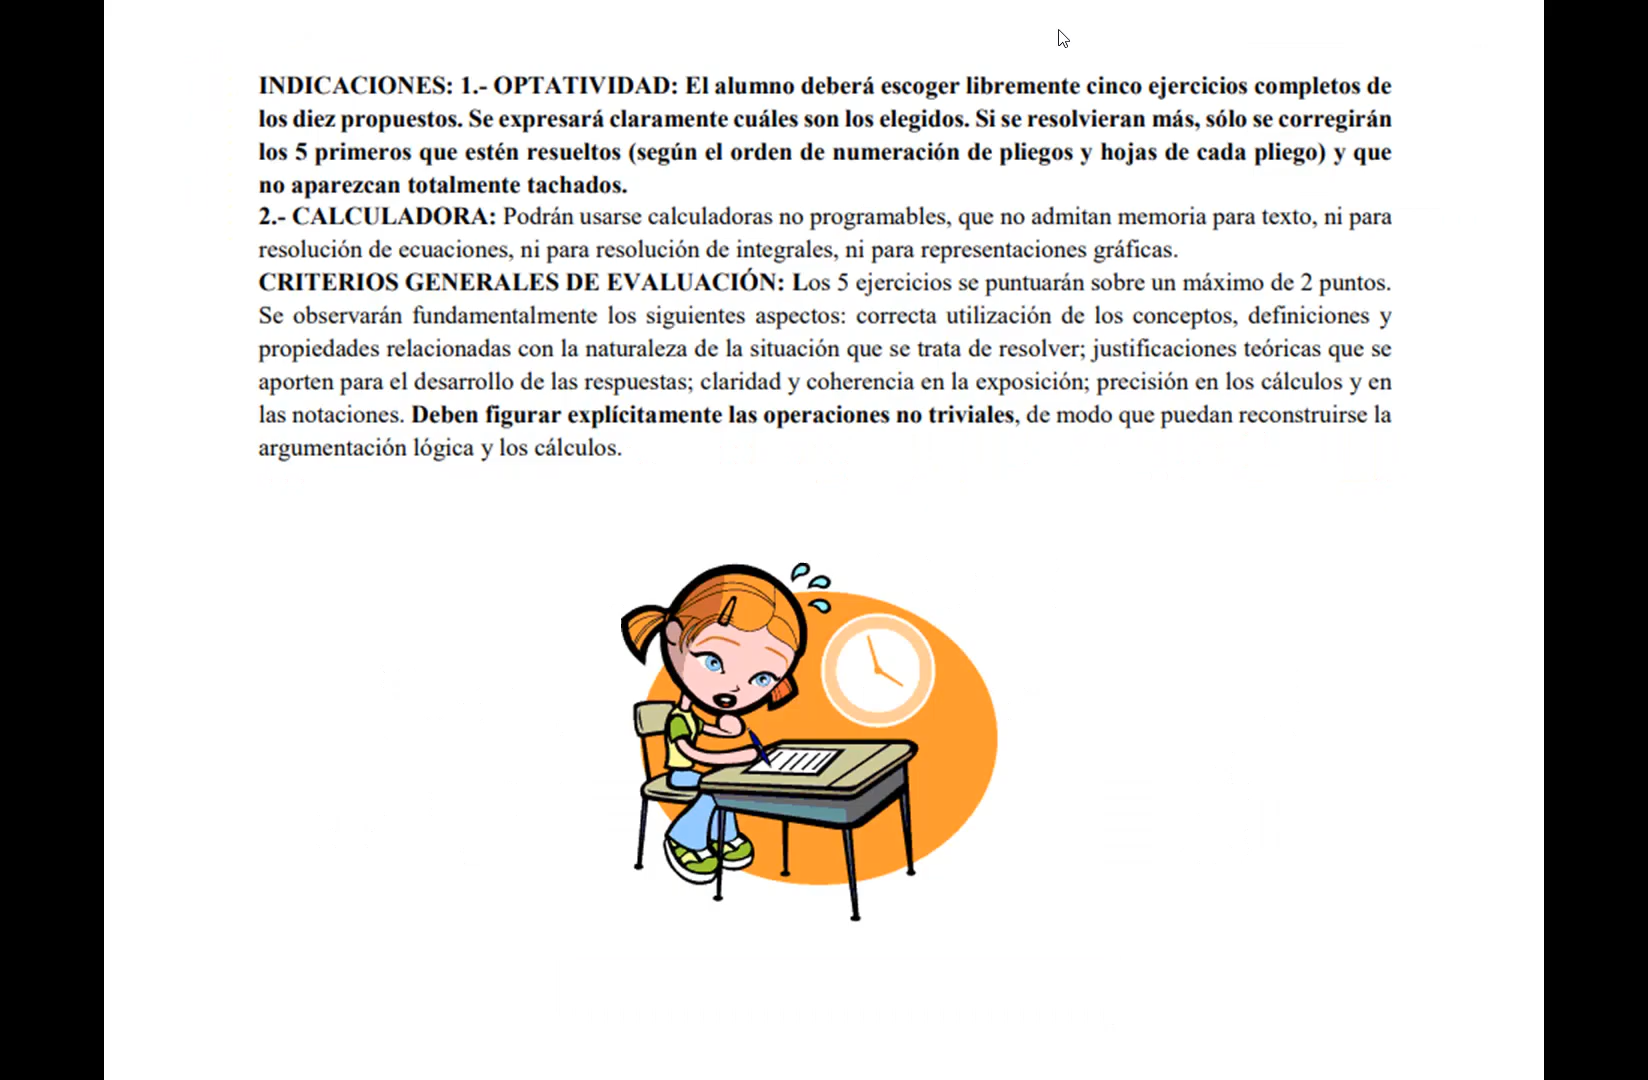 INDICACIONES: 1.- OPTATIVIDAD: El alumno deberá escoger libremente cinco ejercicios completos de
los diez propuestos. Se expresará claramente cuáles son los elegidos. Si se resolvieran más, sólo se corregirán
los 5 primeros que estén resueltos (según el orden de numeración de pliegos y hojas de cada pliego) y que
no aparezcan totalmente tachados.
2.- CALCULADORA: Podrán usarse calculadoras no programables, que no admitan memoria para texto, ni para
resolución de ecuaciones, ni para resolución de integrales, ni para representaciones gráficas.
CRITERIOS GENERALES DE EVALUACIÓN: Los 5 ejercicios se puntuarán sobre un máximo de 2 puntos.
Se observarán fundamentalmente los siguientes aspectos: correcta utilización de los conceptos, definiciones y
propiedades relacionadas con la naturaleza de la situación que se trata de resolver; justificaciones teóricas que se
aporten para el desarrollo de las respuestas; claridad y coherencia en la exposición; precisión en los cálculos y en
las notaciones. Deben figurar explícitamente las operaciones no triviales, de modo que puedan reconstruirse la
argumentación lógica y los cálculos.